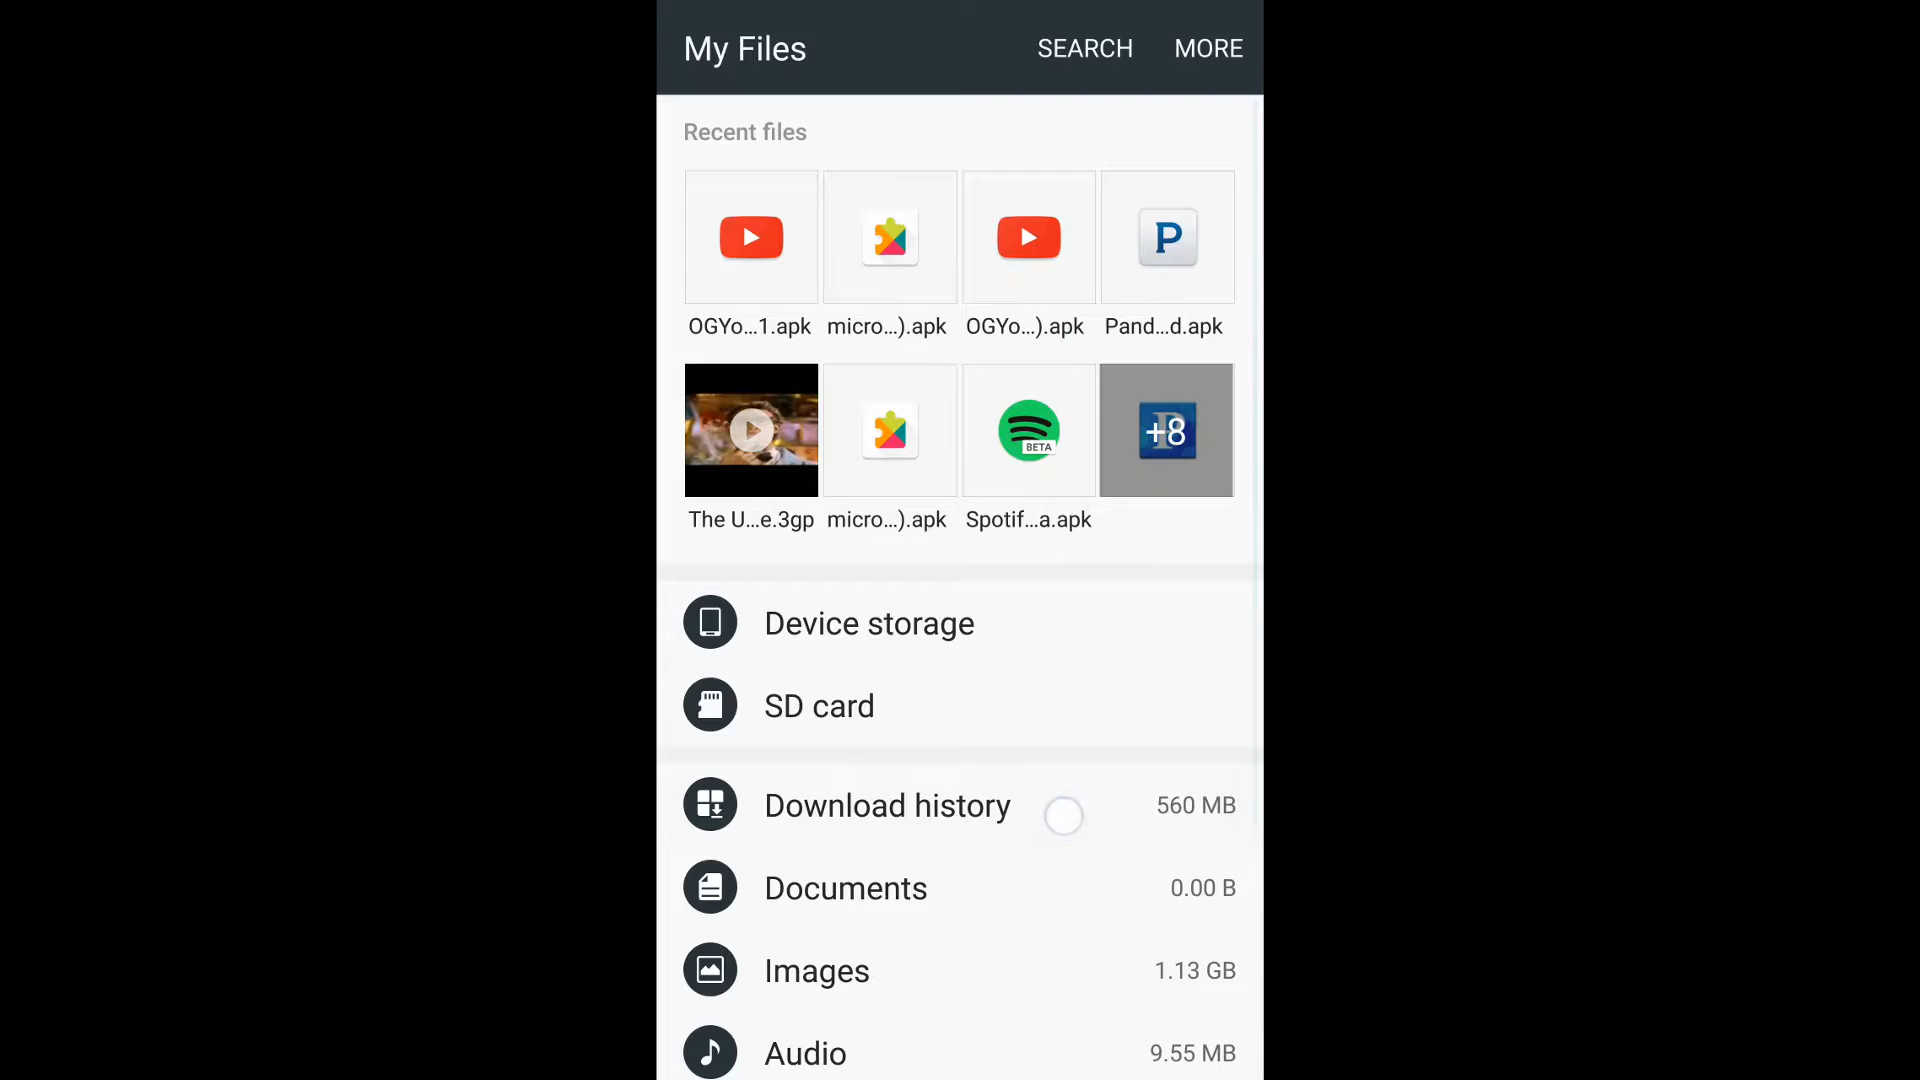 My Files SEARCH MORE
Recent files
OGYo...1.apk micro...).apk OGYo...).apk Pand...d.apk
P
BETA
+8
The U...e.3gp micro...).apk Spotif...a.apk
Device storage
SD card
Download history 560 MB
Documents 0.00 B
Images 1.13 GB
Audio 9.55 MB